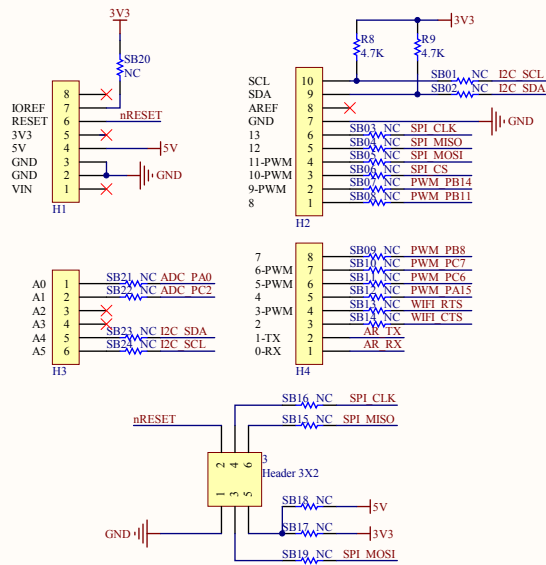 3V3
SB20
NC
8
IOREF 7
RESET 6 nRESET
3V3 5
5V 4 5V
GND 3
GND 2 GND
VIN 1
H1
3V3
R8
4.7K
R9
4.7K
SCL 10 SB01 NC I2C_SCL
SDA 9 SB02 NC I2C_SDA
AREF 8
GND 7 GND
13 6 SB03 NC SPI_CLK
12 5 SB04 NC SPI_MISO
11-PWM 4 SB05 NC SPI_MOSI
10-PWM 3 SB06 NC SPI_CS
9-PWM 2 SB07 NC PWM_PB14
8 1 SB08 NC PWM_PB11
H2
A0 1 SB21 NC ADC_PA0
A1 2 SB22 NC ADC_PC2
A2 3
A3 4
A4 5 SB23 NC I2C_SDA
A5 6 SB24 NC I2C_SCL
H3
7 8 SB09 NC PWM_PB8
6-PWM 7 SB10 NC PWM_PC7
5-PWM 6 SB11 NC PWM_PC6
4 5 SB12 NC PWM_PA15
3-PWM 4 SB13 NC WIFI_RTS
2 3 SB14 NC WIFI_CTS
1-TX 2 AR_TX
0-RX 1 AR_RX
H4
SB16 NC SPI_CLK
nRESET SB15 NC SPI_MISO
3
2 4 6
Header 3X2
1 3 5
SB18 NC 5V
GND SB17 NC 3V3
SB19 NC SPI_MOSI